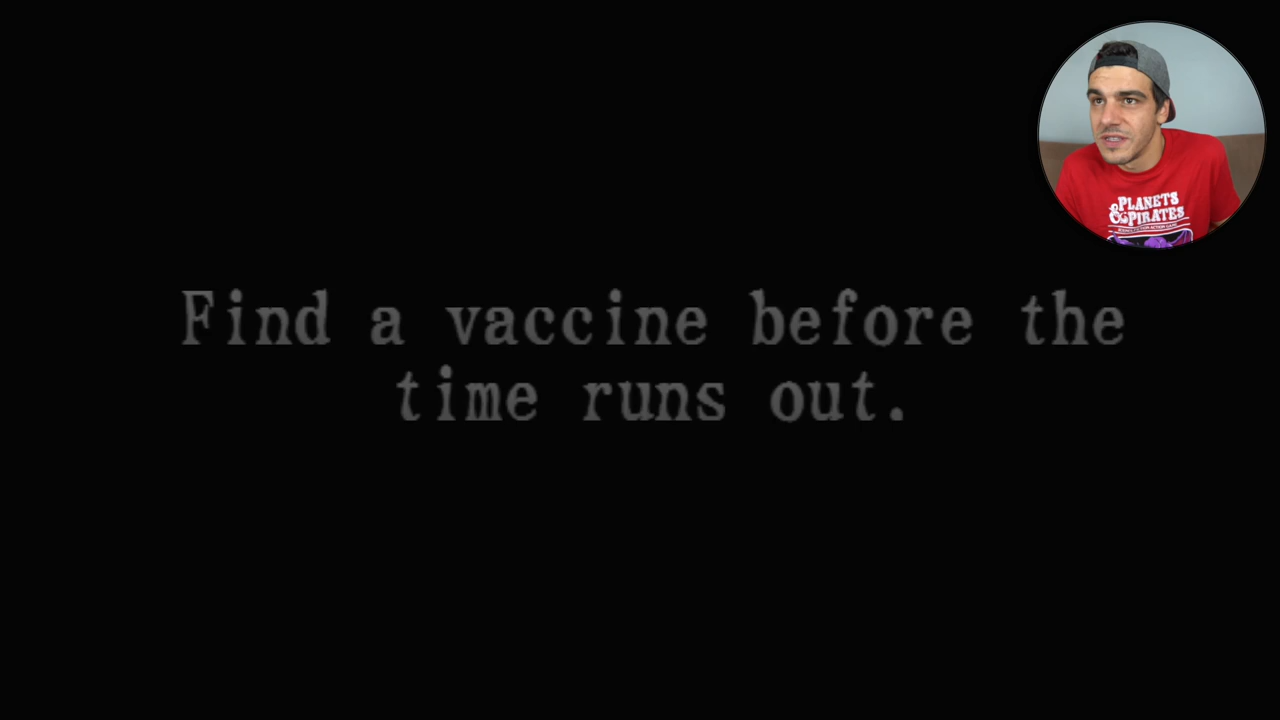 Find a vaccine before the
time runs out.
PLANETS
& PIRATES